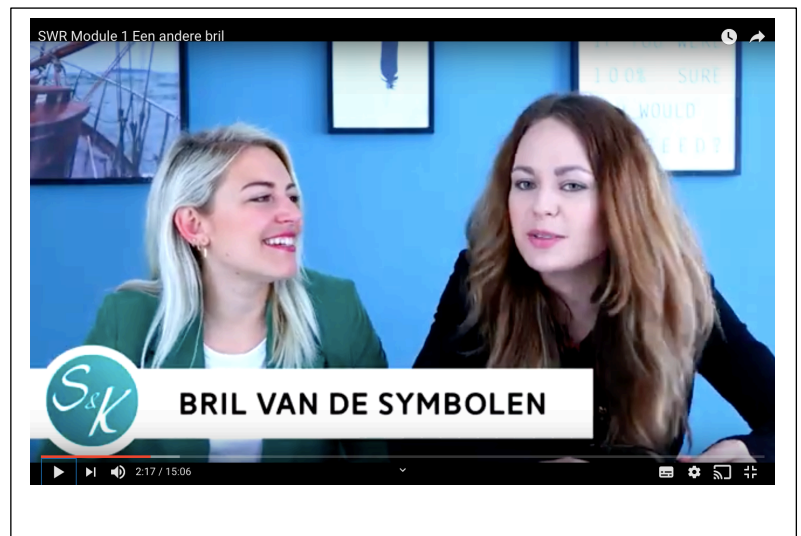 SWR Module 1 Een andere bril
100% SURE
WOULD
S&K
BRIL VAN DE SYMBOLEN
2:17 / 15:06